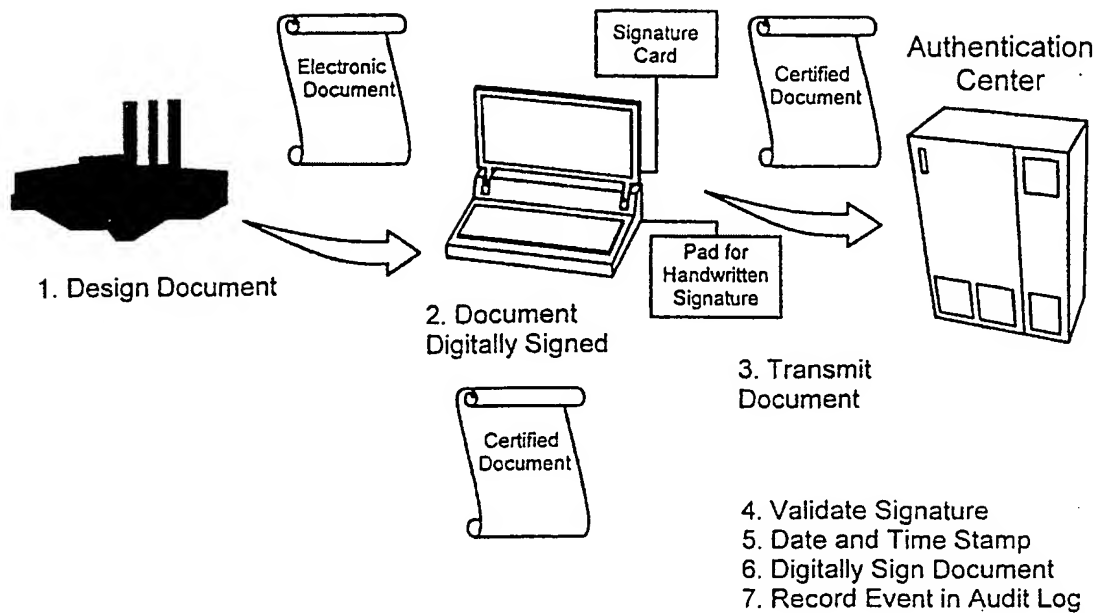 Electronic
Document
Signature
Card
Certified
Document
Authentication
Center
1. Design Document
Pad for
Handwritten
Signature
2. Document
Digitally Signed
3. Transmit
Document
Certified
Document
4. Validate Signature
5. Date and Time Stamp
6. Digitally Sign Document
7. Record Event in Audit Log